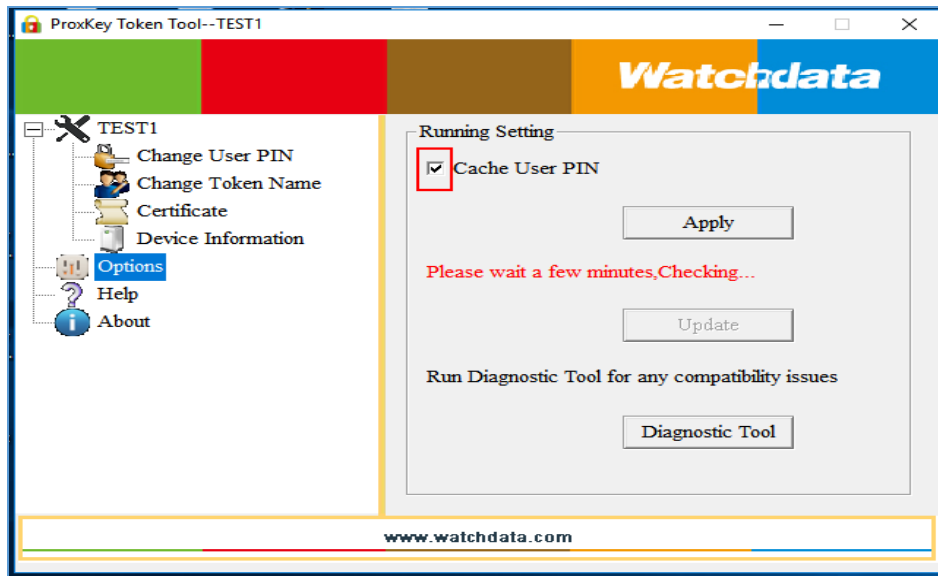 ProxKey Token Tool--TEST1
Watchdata
TEST1
Change User PIN
Change Token Name
Certificate
Device Information
Options
Help
About
Running Setting
Cache User PIN
Apply
Please wait a few minutes,Checking...
Update
Run Diagnostic Tool for any compatibility issues
Diagnostic Tool
www.watchdata.com